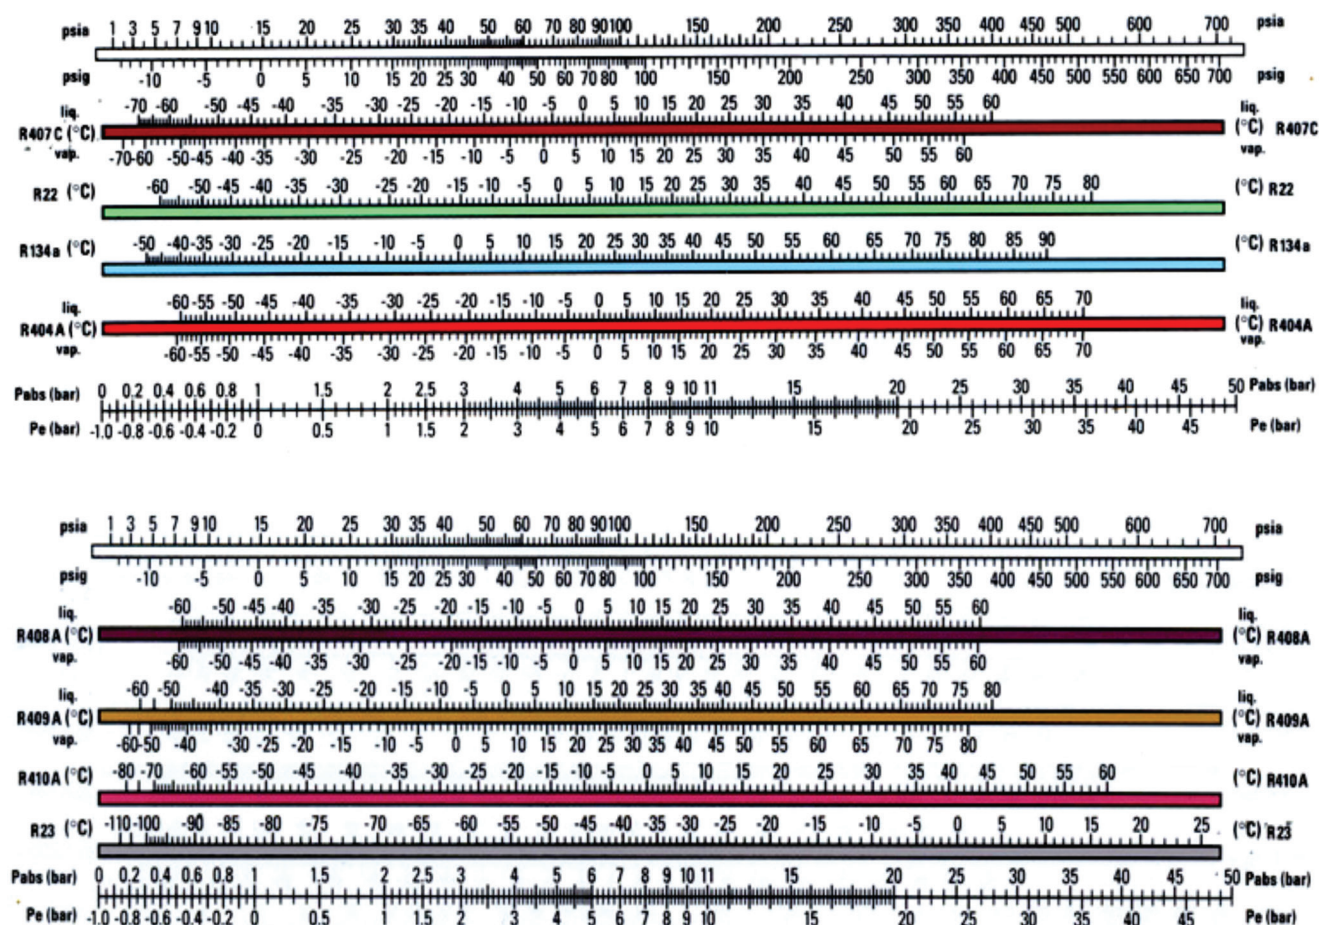 psia 1 3 5 7 9 10 15 20 25 30 35 40 50 60 70 80 90 100 150 200 250 300 350 400 450 500 600 700 psia
psig -10 -5 0 5 10 15 20 25 30 40 50 60 70 80 100 150 200 250 300 350 400 450 500 550 600 650 700 psig
liq. -70 -60 -50 -45 -40 -35 -30 -25 -20 -15 -10 -5 0 5 10 15 20 25 30 35 40 45 50 55 60 liq.
R407C (°C) (°C) R407C
vap. -70 -60 -50 -45 -40 -35 -30 -25 -20 -15 -10 -5 0 5 10 15 20 25 30 35 40 45 50 55 60 vap.
-60 -50 -45 -40 -35 -30 -25 -20 -15 -10 -5 0 5 10 15 20 25 30 35 40 45 50 55 60 65 70 75 80
R22 (°C) (°C) R22
-50 -40 -35 -30 -25 -20 -15 -10 -5 0 5 10 15 20 25 30 35 40 45 50 55 60 65 70 75 80 85 90
R134a (°C) (°C) R134a
liq. -60 -55 -50 -45 -40 -35 -30 -25 -20 -15 -10 -5 0 5 10 15 20 25 30 35 40 45 50 55 60 65 70 liq.
R404A (°C) (°C) R404A
vap. -60 -55 -50 -45 -40 -35 -30 -25 -20 -15 -10 -5 0 5 10 15 20 25 30 35 40 45 50 55 60 65 70 vap.
Pabs (bar) 0 0.2 0.4 0.6 0.8 1 1.5 2 2.5 3 4 5 6 7 8 9 10 11 15 20 25 30 35 40 45 50 Pabs (bar)
Pe (bar) -1.0 -0.8 -0.6 -0.4 -0.2 0 0.5 1 1.5 2 3 4 5 6 7 8 9 10 15 20 25 30 35 40 45 Pe (bar)
psia 1 3 5 7 9 10 15 20 25 30 35 40 50 60 70 80 90 100 150 200 250 300 350 400 450 500 600 700 psia
psig -10 -5 0 5 10 15 20 25 30 40 50 60 70 80 100 150 200 250 300 350 400 450 500 550 600 650 700 psig
liq. -60 -50 -45 -40 -35 -30 -25 -20 -15 -10 -5 0 5 10 15 20 25 30 35 40 45 50 55 60 liq.
R408A (°C) (°C) R408A
vap. -60 -50 -45 -40 -35 -30 -25 -20 -15 -10 -5 0 5 10 15 20 25 30 35 40 45 50 55 60 vap.
liq. -60 -50 -40 -35 -30 -25 -20 -15 -10 -5 0 5 10 15 20 25 30 35 40 45 50 55 60 65 70 75 80 liq.
R409A (°C) (°C) R409A
vap. -60 -50 -40 -30 -25 -20 -15 -10 -5 0 5 10 15 20 25 30 35 40 45 50 55 60 65 70 75 80 vap.
R410A (°C) -80 -70 -60 -55 -50 -45 -40 -35 -30 -25 -20 -15 -10 -5 0 5 10 15 20 25 30 35 40 45 50 55 60 (°C) R410A
R23 (°C) -110 -100 -90 -85 -80 -75 -70 -65 -60 -55 -50 -45 -40 -35 -30 -25 -20 -15 -10 -5 0 5 10 15 20 25 (°C) R23
Pabs (bar) 0 0.2 0.4 0.6 0.8 1 1.5 2 2.5 3 4 5 6 7 8 9 10 11 15 20 25 30 35 40 45 50 Pabs (bar)
Pe (bar) -1.0 -0.8 -0.6 -0.4 -0.2 0 0.5 1 1.5 2 3 4 5 6 7 8 9 10 15 20 25 30 35 40 45 Pe (bar)